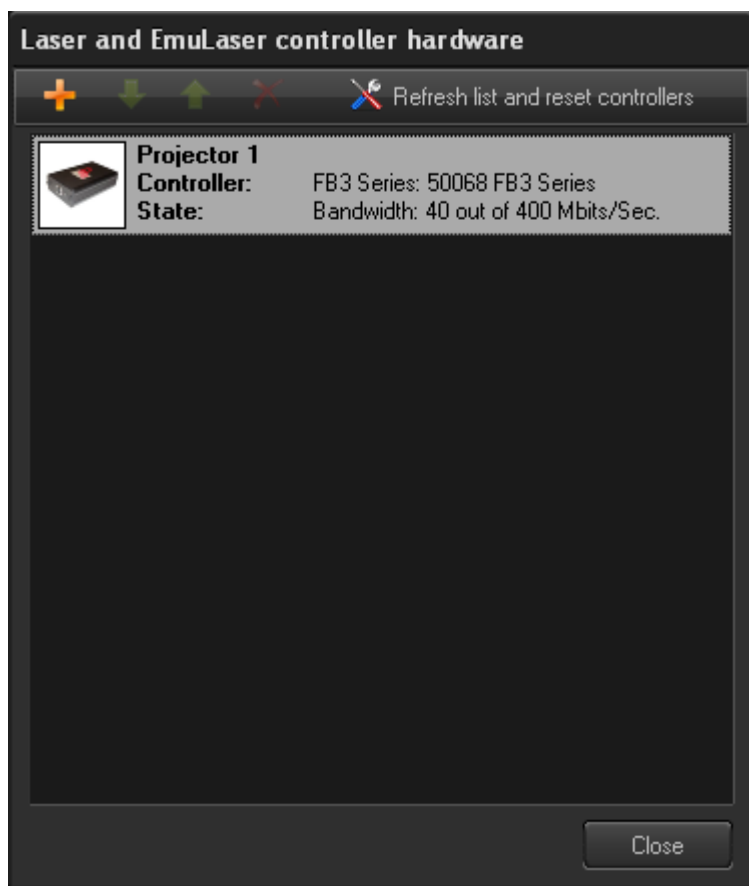 Laser and EmuLaser controller hardware
Refresh list and reset controllers
Projector 1
Controller: FB3 Series: 50068 FB3 Series
State: Bandwidth: 40 out of 400 Mbits/Sec.
Close